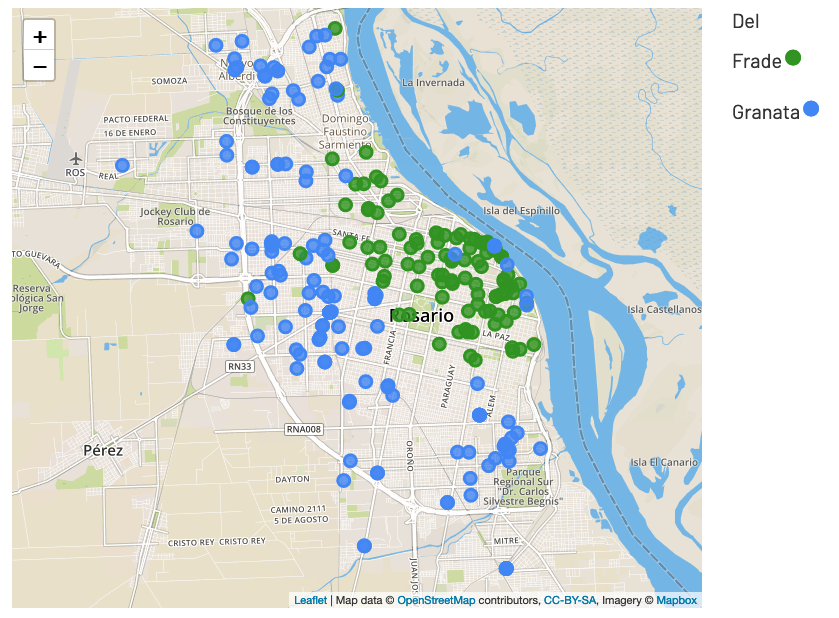 Del
Frade
Granata
+
−
SOMOZA
La Invernada
PACTO FEDERAL
16 DE ENERO
Bosque de los
Constituyentes
Domingo
Faustino
Sarmiento
ROS
REAL
Jockey Club de
Rosario
Isla del Espinillo
SANTA FE
TO GUEVARA
Reserva
ológica San
Jorge
Isla Castellanos
Rosario
LA PAZ
FRANCIA
RN33
PARAGUAY
ALEM
RNA008
Pérez
OROÑO
Isla El Canario
DAYTON
Parque
Regional Sur
"Dr. Carlos
Silvestre Begnis"
CAMINO 2111
5 DE AGOSTO
CRISTO REY CRISTO REY
MITRE
JUAN JO
Leaflet | Map data © OpenStreetMap contributors, CC-BY-SA, Imagery © Mapbox